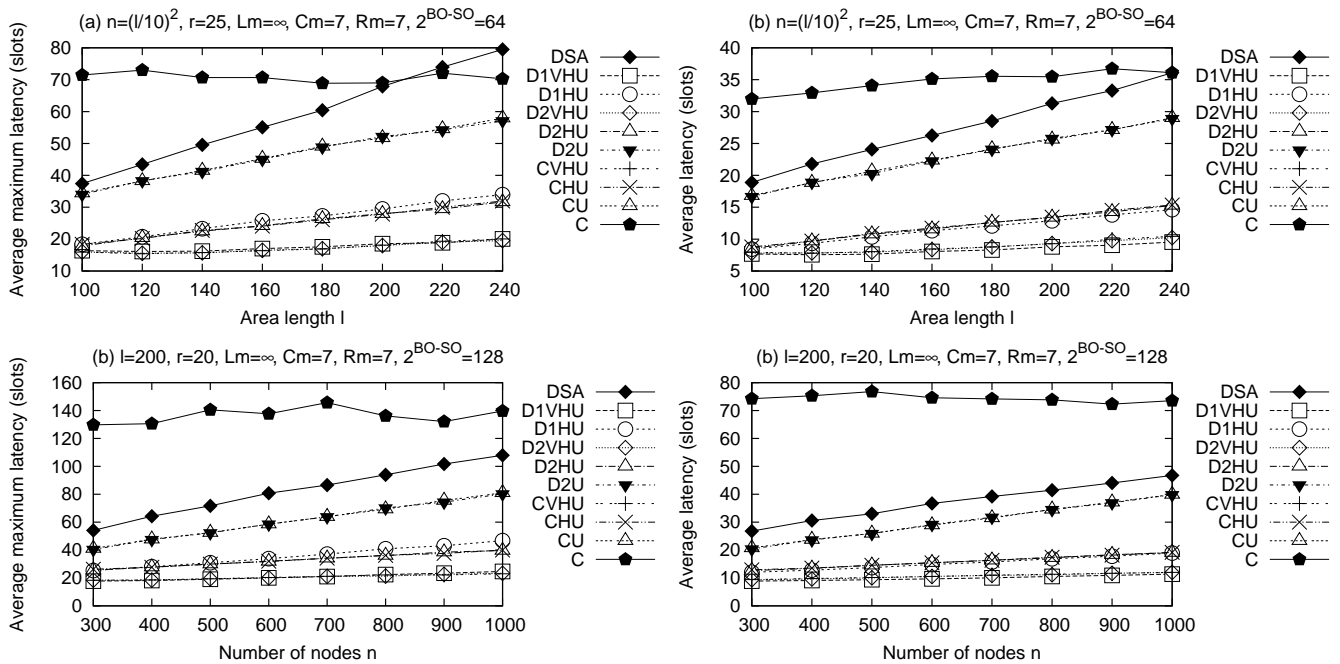 (a) n=(l/10)2, r=25, Lm=∞, Cm=7, Rm=7, 2BO-SO=64
Average maximum latency (slots)
80
70
60
50
40
30
20
10
100 120 140 160 180 200 220 240
Area length l
DSA
D1VHU
D1HU
D2VHU
D2HU
D2U
CVHU
CHU
CU
C
(b) n=(l/10)2, r=25, Lm=∞, Cm=7, Rm=7, 2BO-SO=64
Average latency (slots)
40
35
30
25
20
15
10
5
100 120 140 160 180 200 220 240
Area length l
DSA
D1VHU
D1HU
D2VHU
D2HU
D2U
CVHU
CHU
CU
C
(b) l=200, r=20, Lm=∞, Cm=7, Rm=7, 2BO-SO=128
Average maximum latency (slots)
160
140
120
100
80
60
40
20
0
300 400 500 600 700 800 900 1000
Number of nodes n
DSA
D1VHU
D1HU
D2VHU
D2HU
D2U
CVHU
CHU
CU
C
(b) l=200, r=20, Lm=∞, Cm=7, Rm=7, 2BO-SO=128
Average latency (slots)
80
70
60
50
40
30
20
10
0
300 400 500 600 700 800 900 1000
Number of nodes n
DSA
D1VHU
D1HU
D2VHU
D2HU
D2U
CVHU
CHU
CU
C